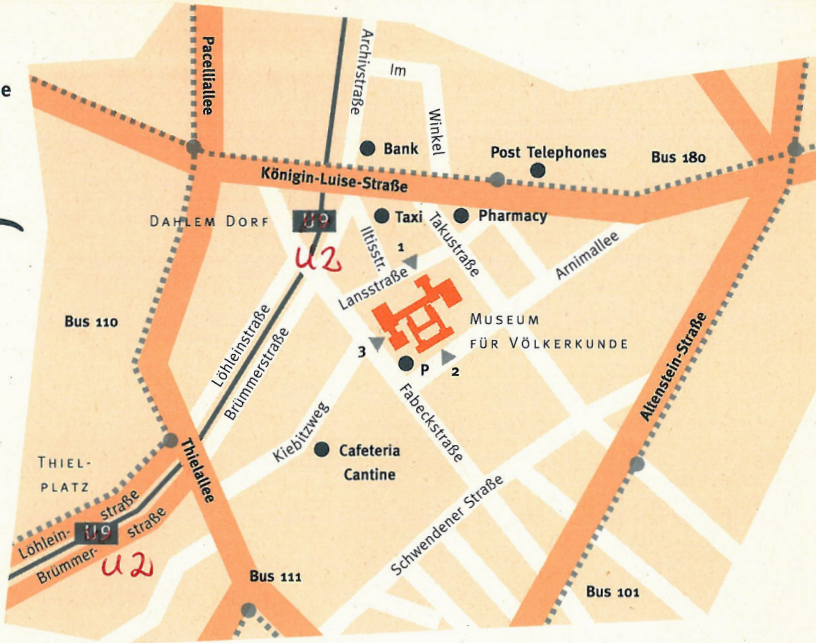 e
Pacelliallee
Archivstraße
Im
Winkel
Bank
Post Telephones
Bus 180
Königin-Luise-Straße
DAHLEM DORF
U9
U2
Taxi
Pharmacy
Iltisstr.
Takustraße
1
Lansstraße
Arnimallee
Bus 110
MUSEUM
FÜR VÖLKERKUNDE
3
P
2
Löhleinstraße
Brümmerstraße
Altenstein-Straße
Fabeckstraße
Kiebitzweg
Cafeteria
Cantine
THIEL-
PLATZ
Thielallee
Löhlein-
straße
U9
Brümmer-
straße
U2
Schwendener Straße
Bus 111
Bus 101